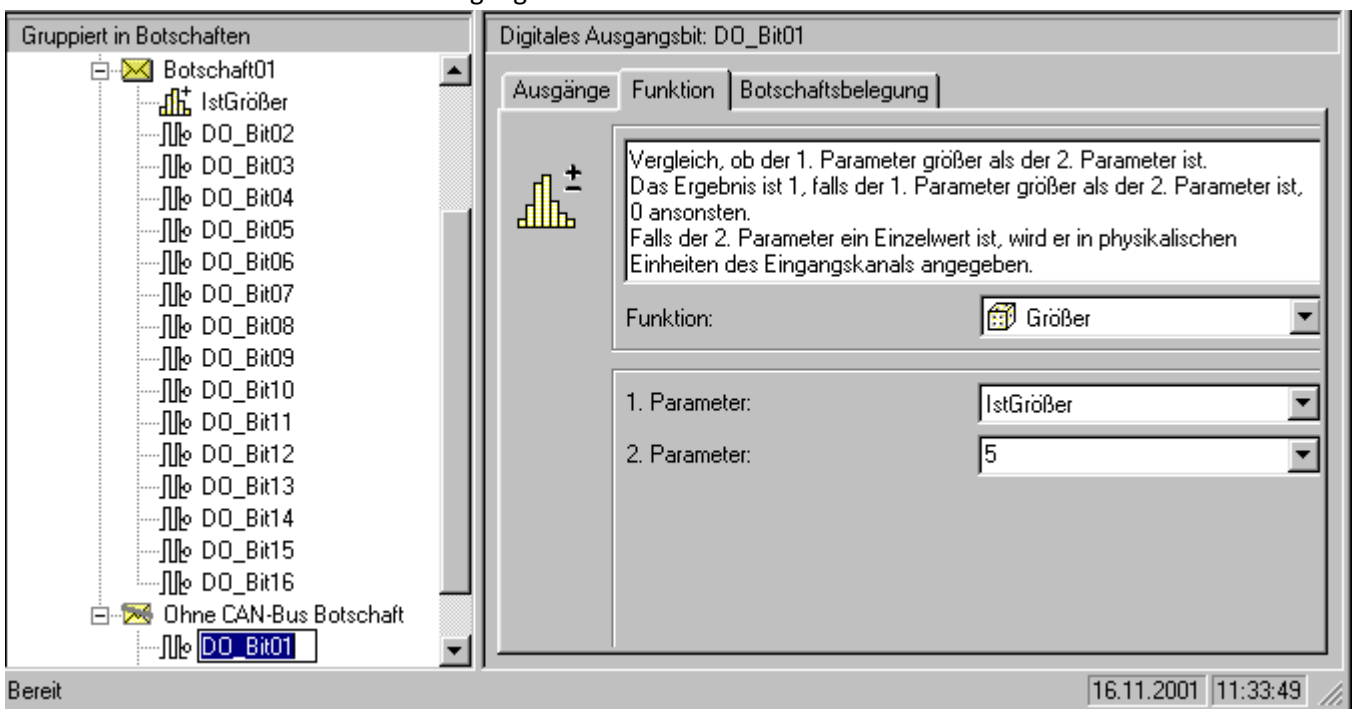 Gruppiert in Botschaften
Botschaft01
IstGrößer
DO_Bit02
DO_Bit03
DO_Bit04
DO_Bit05
DO_Bit06
DO_Bit07
DO_Bit08
DO_Bit09
DO_Bit10
DO_Bit11
DO_Bit12
DO_Bit13
DO_Bit14
DO_Bit15
DO_Bit16
Ohne CAN-Bus Botschaft
DO_Bit01
Digitales Ausgangsbit: DO_Bit01
Ausgänge Funktion Botschaftsbelegung
Vergleich, ob der 1. Parameter größer als der 2. Parameter ist.
Das Ergebnis ist 1, falls der 1. Parameter größer als der 2. Parameter ist,
0 ansonsten.
Falls der 2. Parameter ein Einzelwert ist, wird er in physikalischen
Einheiten des Eingangskanals angegeben.
Funktion: Größer
1. Parameter: IstGrößer
2. Parameter: 5
Bereit 16.11.2001 11:33:49